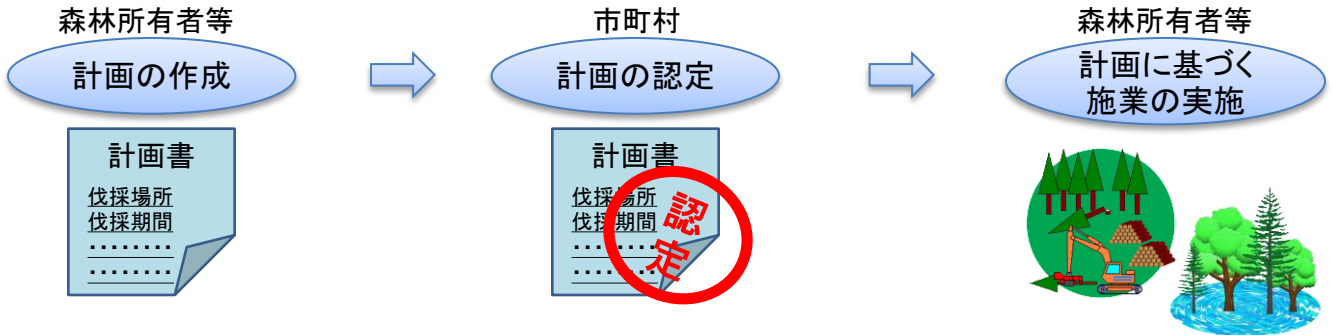 森林所有者等
計画の作成
計画書
伐採場所
伐採期間
‥‥‥‥
‥‥‥‥
市町村
計画の認定
計画書
伐採場所
伐採期間
‥‥‥‥
‥‥‥‥
認定
森林所有者等
計画に基づく
施業の実施